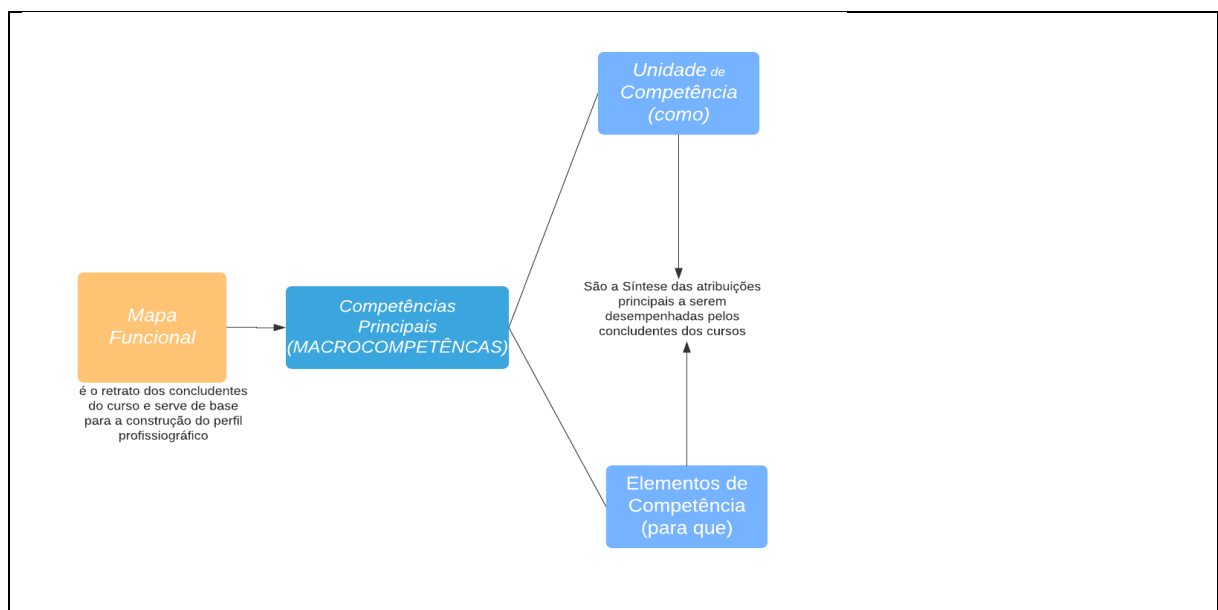 Mapa
Funcional
é o retrato dos concludentes
do curso e serve de base
para a construção do perfil
profissiográfico
Competências
Principais
(MACROCOMPETÊNCAS)
Unidade de
Competência
(como)
São a Síntese das atribuições
principais a serem
desempenhadas pelos
concludentes dos cursos
Elementos de
Competência
(para que)